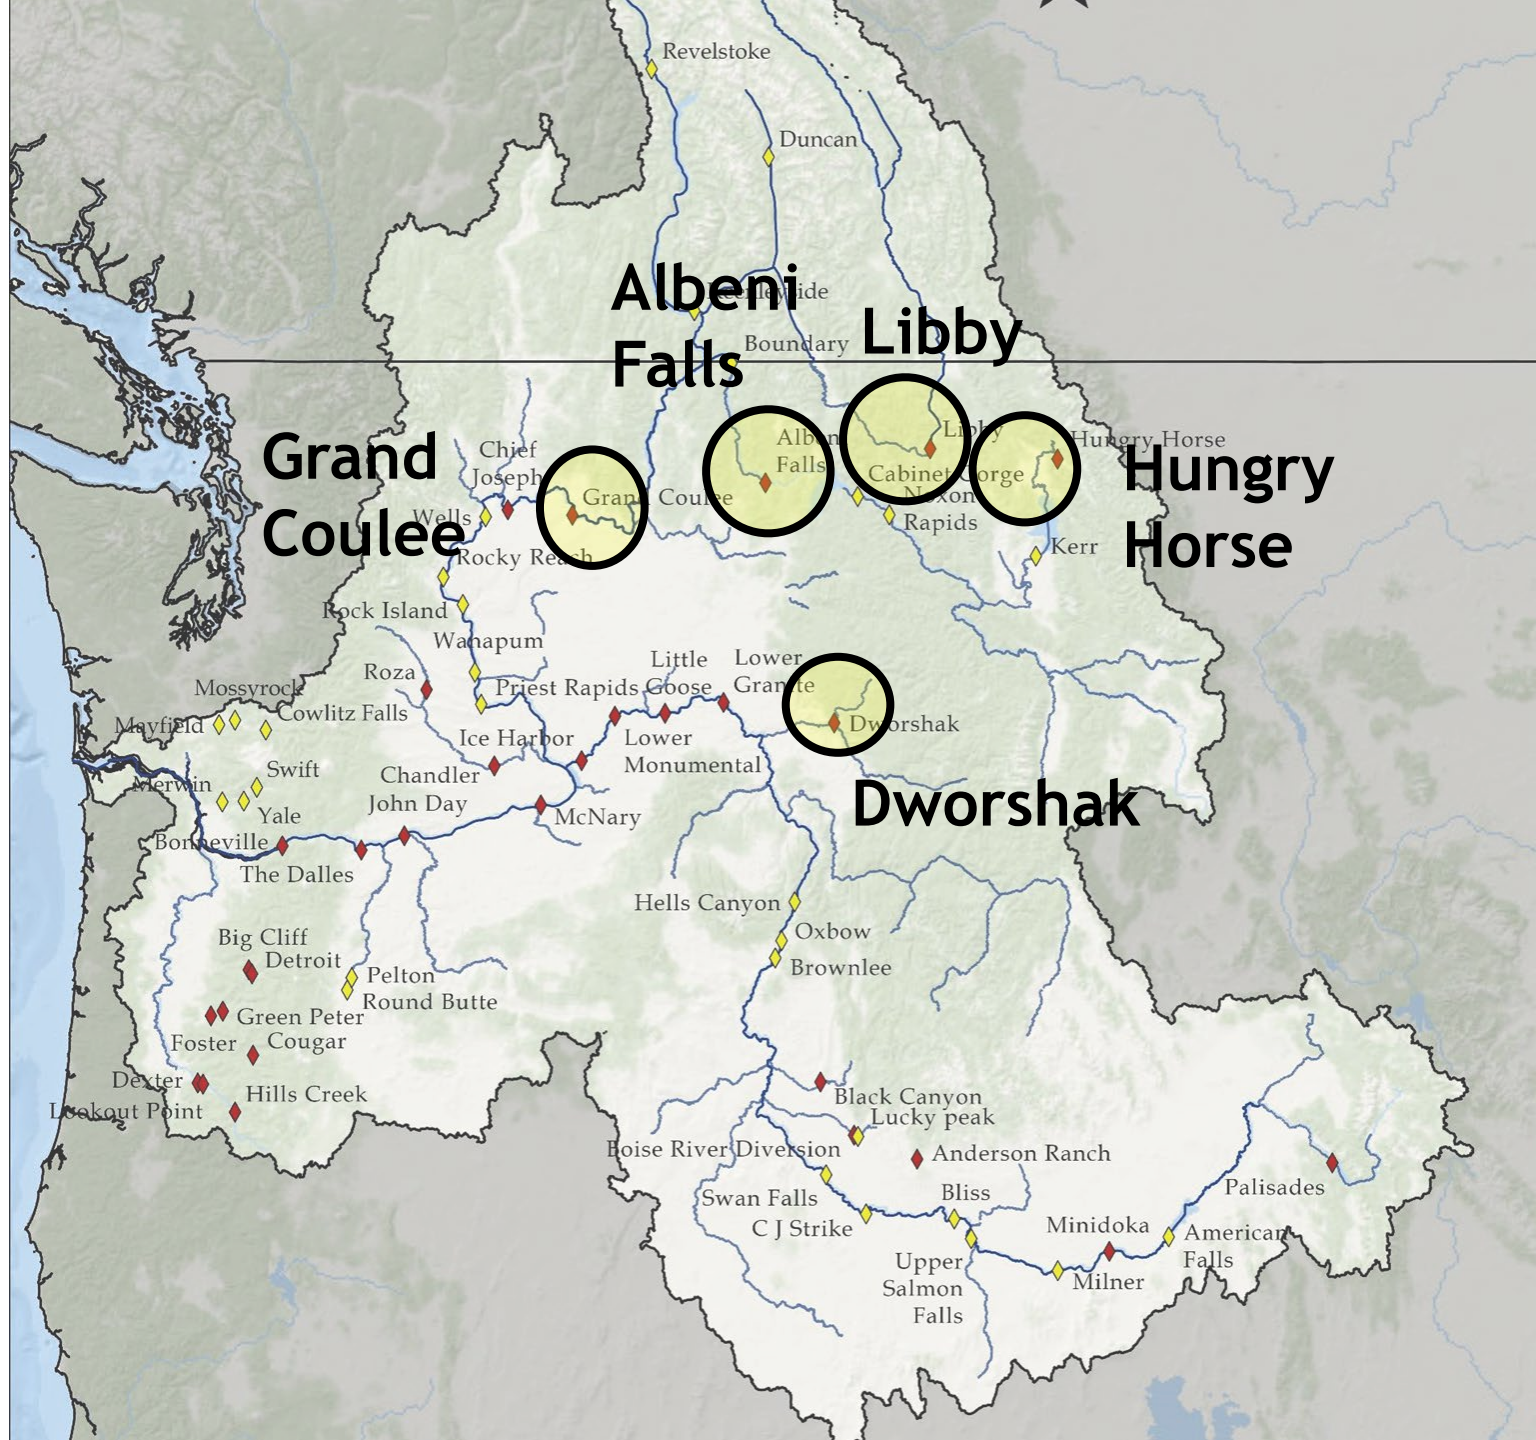 Revelstoke
Duncan
Albeni
Falls
Keenleyside
Boundary
Libby
Grand
Coulee
Chief
Joseph
Wells
Grand Coulee
Albeni
Falls
Libby
Cabinet Gorge
Noxon
Rapids
Hungry Horse
Hungry
Horse
Kerr
Rocky Reach
Rock Island
Wanapum
Roza
Priest Rapids
Little
Goose
Lower
Granite
Dworshak
Dworshak
Mossyrock
Mayfield
Cowlitz Falls
Ice Harbor
Lower
Monumental
Swift
Merwin
Yale
Chandler
John Day
McNary
Bonneville
The Dalles
Hells Canyon
Oxbow
Brownlee
Big Cliff
Detroit
Pelton
Round Butte
Green Peter
Foster
Cougar
Dexter
Lookout Point
Hills Creek
Black Canyon
Lucky peak
Boise River Diversion
Anderson Ranch
Swan Falls
C J Strike
Bliss
Upper
Salmon
Falls
Minidoka
Milner
American
Falls
Palisades